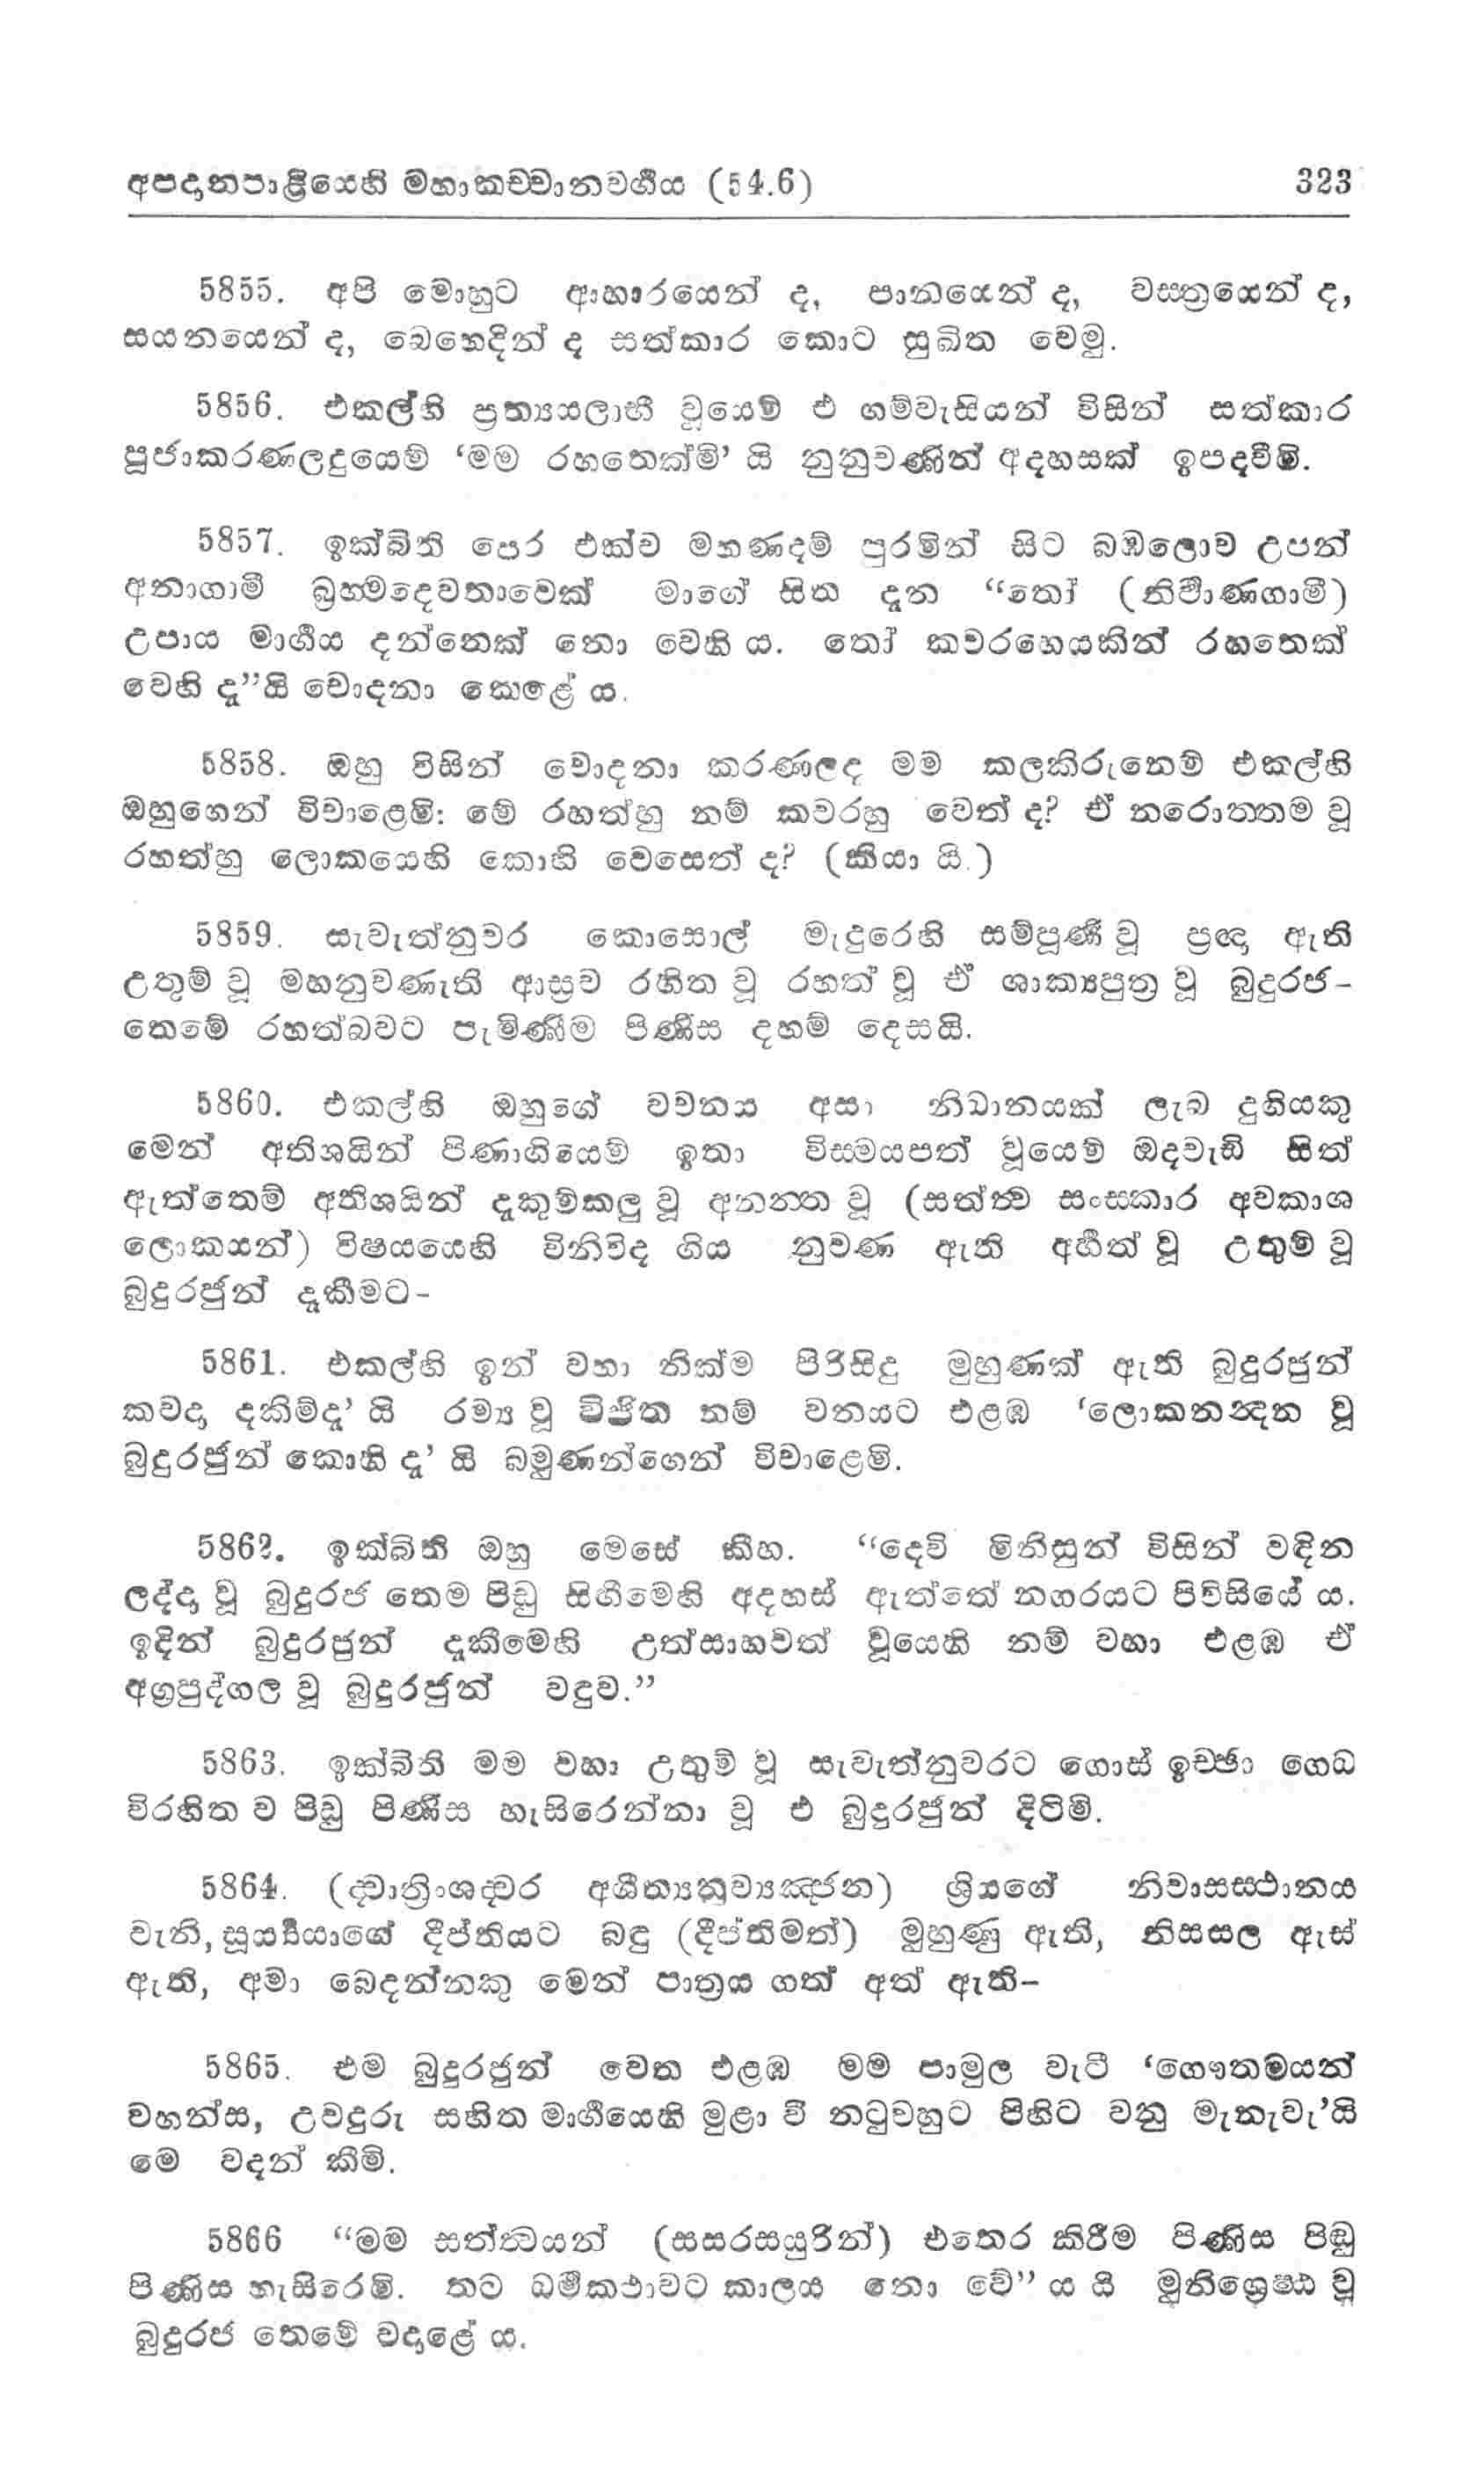 අපදානපාළියෙහි මහාකච්චානවර්ගය (54.6) 323
5855. අපි මොහුට ආහාරයෙන් ද, පානයෙන් ද, වස්ත්‍රයෙන් ද,
සයනයෙන් ද, බෙහෙදින් ද සත්කාර කොට සුඛිත වෙමු.
5856. එකල්හි ප්‍රත්‍යයලාභී වූයෙම් එ ගම්වැසියන් විසින් සත්කාර
පූජාකරණලදුයෙම් ‘මම රහතෙක්මි’ යි නුනුවණින් අදහසක් ඉපදවීමි.
5857. ඉක්බිති පෙර එක්ව මහණදම් පුරමින් සිට බඹලොව උපන්
අනාගාමී බ්‍රහ්මදෙවතාවෙක් මාගේ සිත දැන “තෝ (නිර්වාණගාමී)
උපාය මාර්ගය දන්නෙක් නො වෙහි ය. තෝ කවරහෙයකින් රහතෙක්
වෙහි දැ”යි චොදනා කෙළේ ය.
5858. ඔහු විසින් චොදනා කරණලද මම කලකිරුනෙම් එකල්හි
ඔහුගෙන් විචාළෙමි: මේ රහත්හු නම් කවරහු වෙත් ද? ඒ නරොත්තම වූ
රහත්හු ලොකයෙහි කොහි වෙසෙත් ද? (කියා යි.)
5859. සැවැත්නුවර කොසොල් මැදුරෙහි සම්පූර්ණ වූ ප්‍රඥා ඇති
උතුම් වූ මහනුවණැති ආස්‍රව රහිත වූ රහත් වූ ඒ ශාක්‍යපුත්‍ර වූ බුදුරජ-
තෙමේ රහත්බවට පැමිණීම පිණිස දහම් දෙසයි.
5860. එකල්හි ඔහුගේ වචනය අසා නිධානයක් ලැබ දුගියකු
මෙන් අතිශයින් පිණාගියෙම් ඉතා විස්මයපත් වූයෙම් ඔදවැඩි සිත්
ඇත්තෙම් අතිශයින් දැකුම්කලු වූ අනන්ත වූ (සත්ත්ව සංස්කාර අවකාශ
ලොකයන්) විෂයයෙහි විනිවිද ගිය නුවණ ඇති අර්හත් වූ උතුම් වූ
බුදුරජුන් දැකීමට-
5861. එකල්හි ඉන් වහා නික්ම පිරිසිදු මුහුණක් ඇති බුදුරජුන්
කවදා දකිම්දැ’ යි රම්‍ය වූ විජිත නම් වනයට එළඹ ‘ලොකනන්දන වූ
බුදුරජුන් කොහි දැ’ යි බමුණන්ගෙන් විචාළෙමි.
5862. ඉක්බිති ඔහු මෙසේ කීහ. “දෙවි මිනිසුන් විසින් වඳින
ලද්දා වූ බුදුරජ තෙම පිඬු සිඟීමෙහි අදහස් ඇත්තේ නගරයට පිවිසියේ ය.
ඉදින් බුදුරජුන් දැකීමෙහි උත්සාහවත් වූයෙහි නම් වහා එළඹ ඒ
අග්‍රපුද්ගල වූ බුදුරජුන් වඳුව.”
5863. ඉක්බිති මම වහා උතුම් වූ සැවැත්නුවරට ගොස් ඉච්ඡා ගෙධ
විරහිත ව පිඬු පිණිස හැසිරෙන්නා වූ එ බුදුරජුන් දිටිමි.
5864. (ද්වාත්‍රිංශද්වර අශීත්‍යනුව්‍යඤ්ජන) ශ්‍රියගේ නිවාසස්ථානය
වැනි, සූර්‍ය්‍යයාගේ දීප්තියට බඳු (දීප්තිමත්) මුහුණු ඇති, නිසසල ඇස්
ඇති, අමා බෙදන්නකු මෙන් පාත්‍රය ගත් අත් ඇති-
5865. එම බුදුරජුන් වෙත එළඹ මම පාමුල වැටී ‘ගෞතමයන්
වහන්ස, උවදුරු සහිත මාර්ගයෙහි මුළා වී නටුවහුට පිහිට වනු මැනැවැ’යි
මෙ වදන් කීමි.
5866 “මම සත්ත්වයන් (සසරසයුරින්) එතෙර කිරීම පිණිස පිඬු
පිණිස හැසිරෙමි. තට ධර්මකථාවට කාලය නො වේ” ය යි මුනිශ්‍රෙෂ්ඨ වූ
බුදුරජ තෙමේ වදාළේ ය.